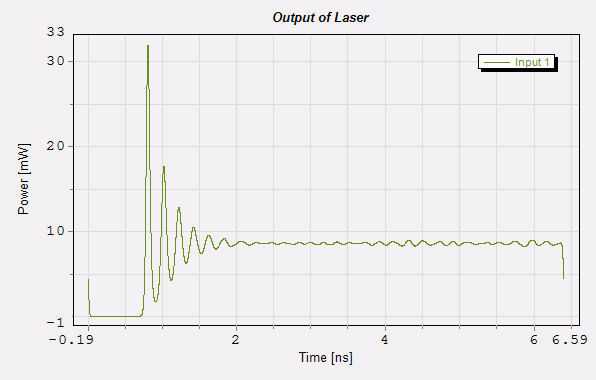 Output of Laser
33
30
Input 1
20
Power [mW]
10
-1
-0.19 2 4 6 6.59
Time [ns]